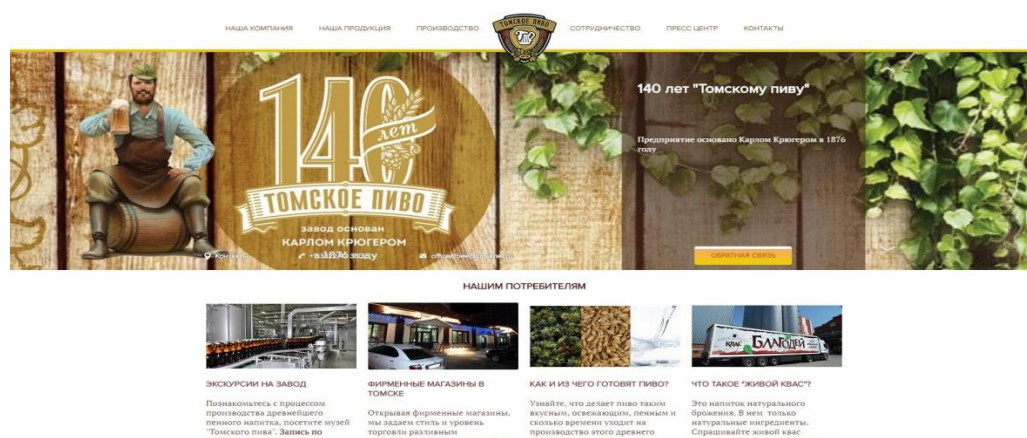 НАША КОМПАНИЯ НАША ПРОДУКЦИЯ ПРОИЗВОДСТВО ТОМСКОЕ ПИВО СОТРУДНИЧЕСТВО ПРЕСС ЦЕНТР КОНТАКТЫ
140
лет
ТОМСКОЕ ПИВО
завод основан
КАРЛОМ КРЮГЕРОМ
в 1876 году
Контакты
140 лет "Томскому пиву"
Предприятие основано Карлом Крюгером в 1876
году
ОБРАТНАЯ СВЯЗЬ
НАШИМ ПОТРЕБИТЕЛЯМ
КВАС БЛАГОДЕЙ
ЭКСКУРСИИ НА ЗАВОД
Познакомьтесь с процессом
производства древнейшего
пенного напитка, посетите музей
"Томского пива". Запись по
ФИРМЕННЫЕ МАГАЗИНЫ В
ТОМСКЕ
Открывая фирменные магазины,
мы задаем стиль и уровень
торговли разливным
КАК И ИЗ ЧЕГО ГОТОВЯТ ПИВО?
Узнайте, что делает пиво таким
вкусным, освежающим, пенным и
сколько времени уходит на
производство этого древнего
ЧТО ТАКОЕ "ЖИВОЙ КВАС"?
Это напиток натурального
брожения. В нем только
натуральные ингредиенты.
Спрашивайте живой квас